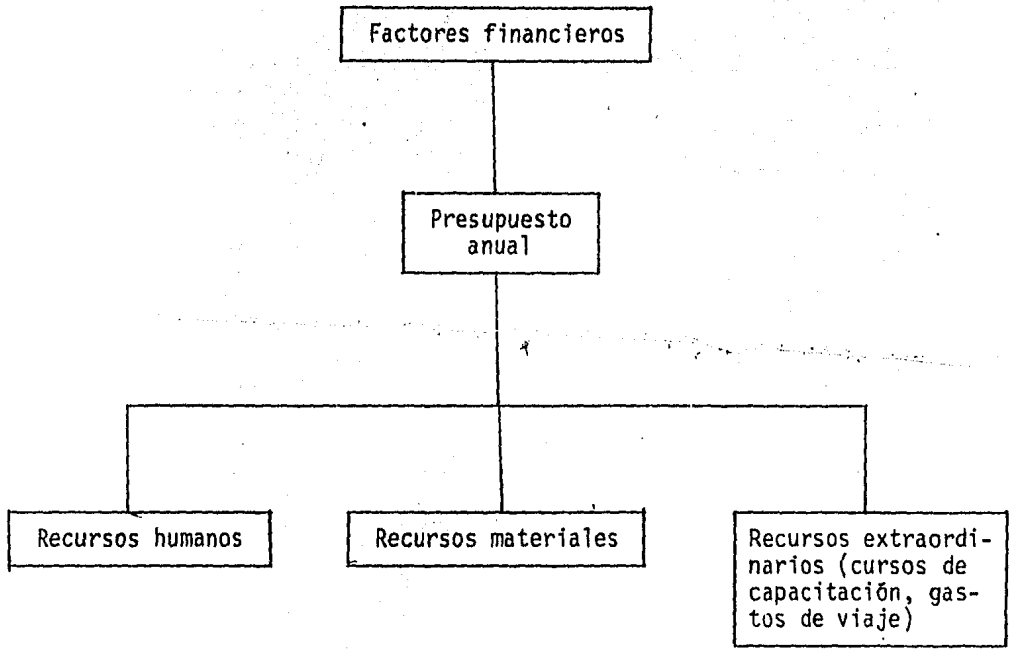 Factores financieros
Presupuesto
anual
Recursos humanos
Recursos materiales
Recursos extraordi-
narios (cursos de
capacitación, gas-
tos de viaje)